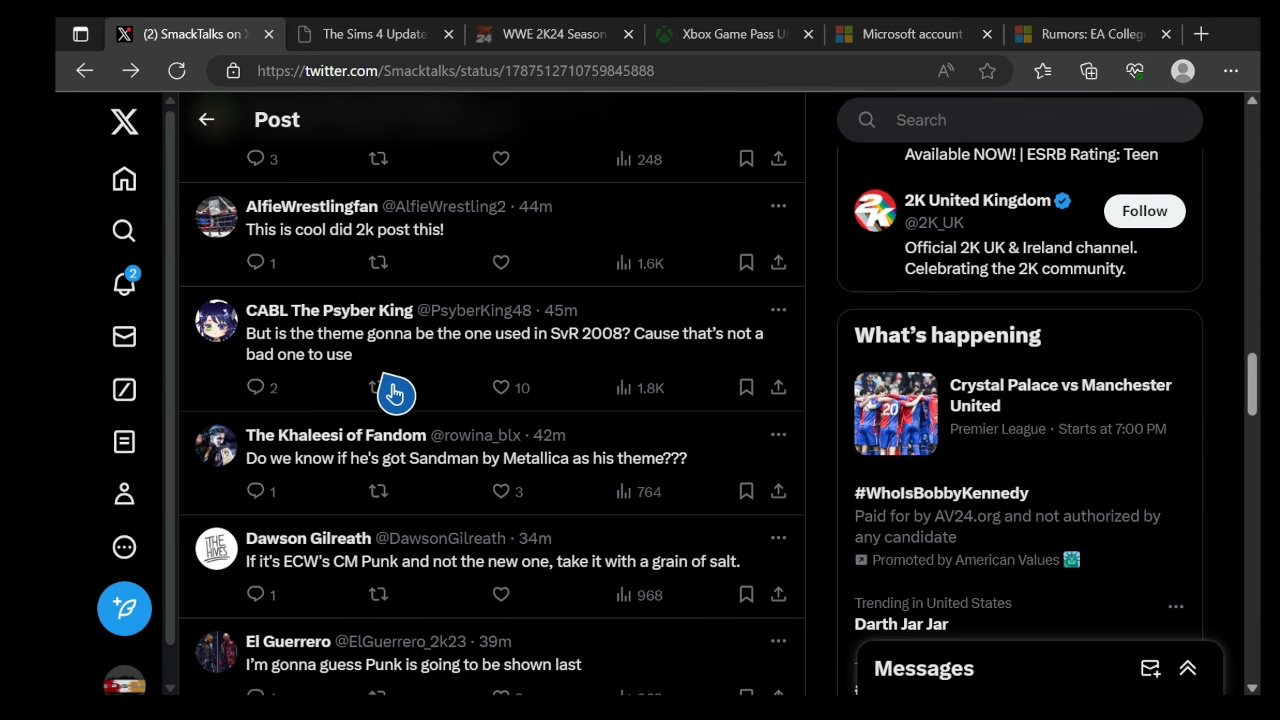 (2) SmackTalks on X
The Sims 4 Update
WWE 2K24 Season
Xbox Game Pass U
Microsoft account
Rumors: EA Colleg
https://twitter.com/Smacktalks/status/1787512710759845888
Post
3
248
AlfieWrestlingfan @AlfieWrestling2 · 44m
This is cool did 2k post this!
1
1.6K
CABL The Psyber King @PsyberKing48 · 45m
But is the theme gonna be the one used in SvR 2008? Cause that's not a
bad one to use
2
10
1.8K
The Khaleesi of Fandom @rowina_blx · 42m
Do we know if he's got Sandman by Metallica as his theme???
1
3
764
THE HIVES
Dawson Gilreath @DawsonGilreath · 34m
If it's ECW's CM Punk and not the new one, take it with a grain of salt.
1
968
El Guerrero @ElGuerrero_2k23 · 39m
I'm gonna guess Punk is going to be shown last
2
Search
Available NOW! | ESRB Rating: Teen
2K
2K United Kingdom
@2K_UK
Follow
Official 2K UK & Ireland channel.
Celebrating the 2K community.
What's happening
Crystal Palace vs Manchester
United
Premier League · Starts at 7:00 PM
#WhoIsBobbyKennedy
Paid for by AV24.org and not authorized by
any candidate
Promoted by American Values
Trending in United States
Darth Jar Jar
Messages